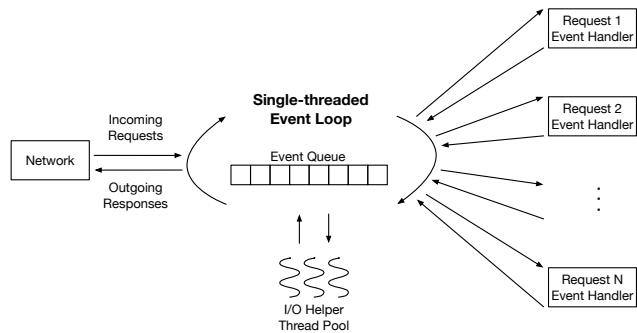 Single-threaded
Event Loop
Incoming
Requests
Network
Outgoing
Responses
Event Queue
I/O Helper
Thread Pool
Request 1
Event Handler
Request 2
Event Handler
Request N
Event Handler